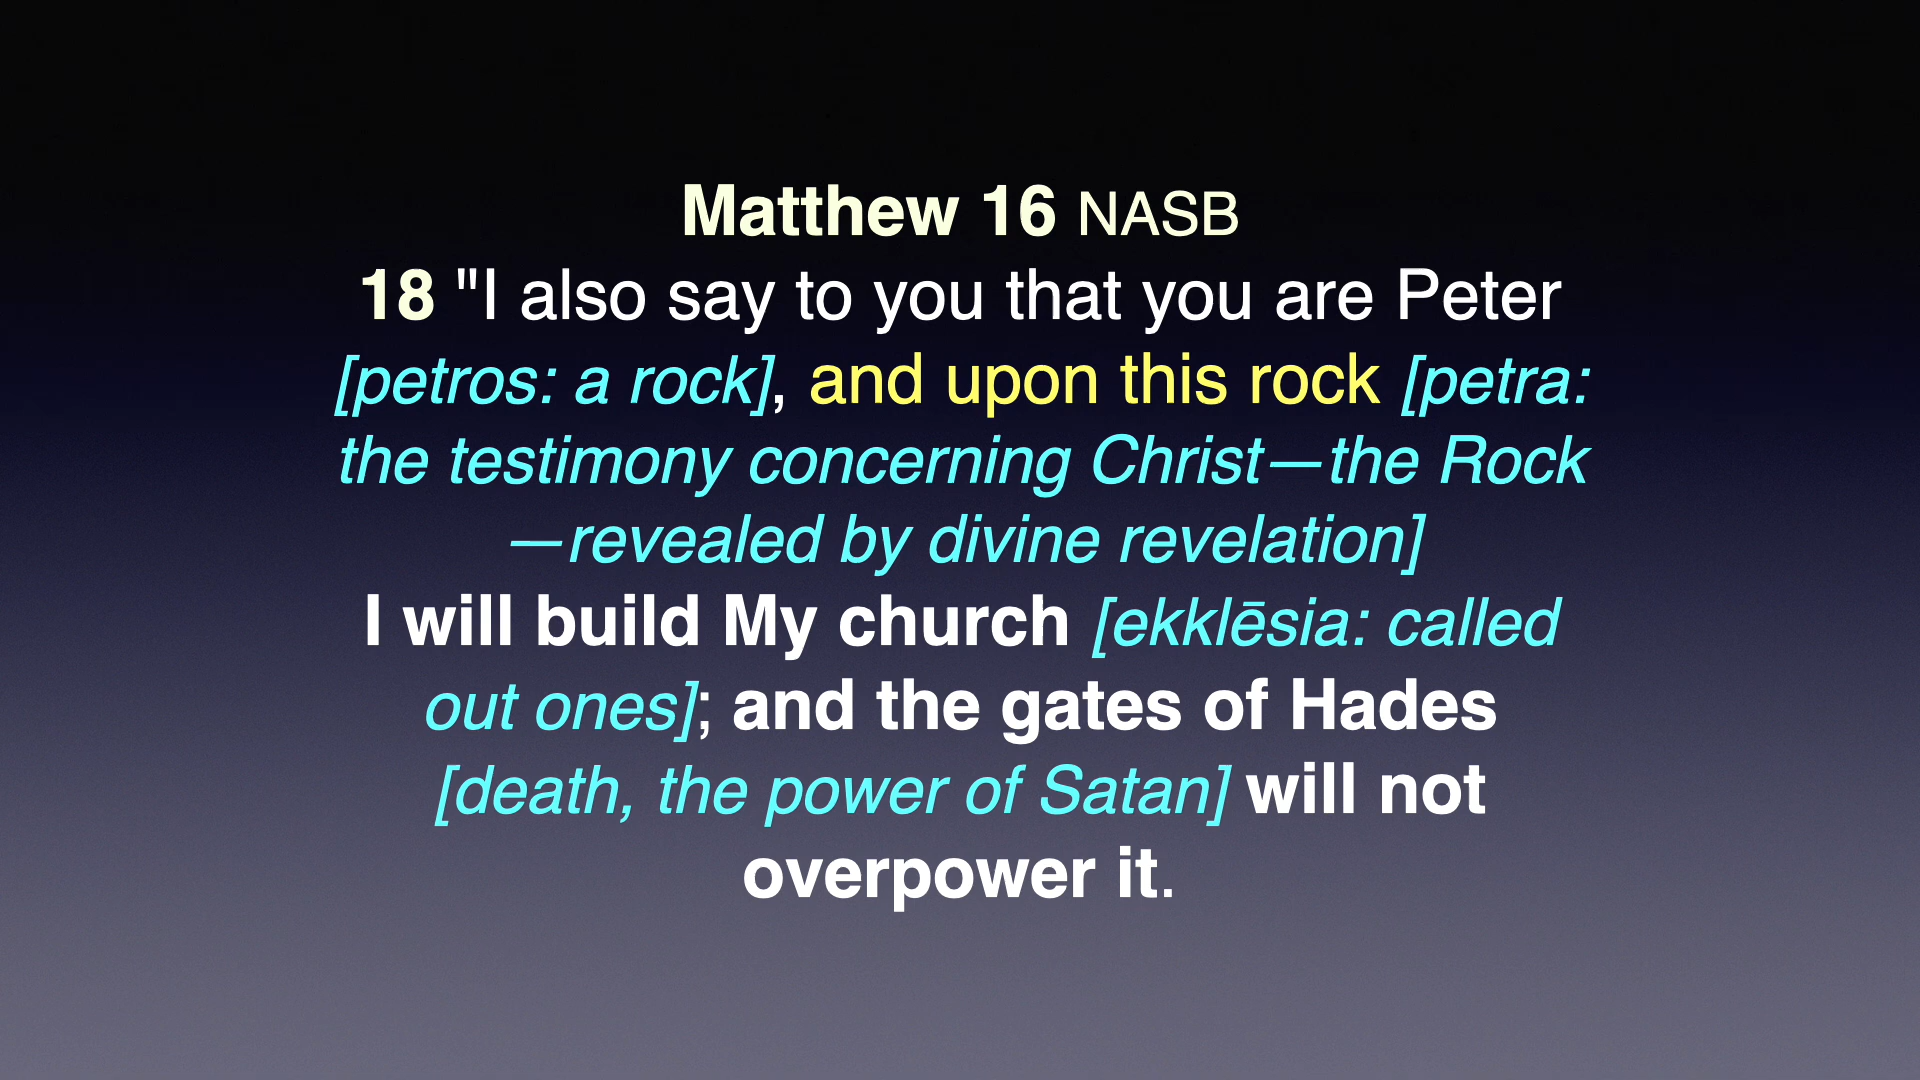 Matthew 16 NASB
18 "I also say to you that you are Peter
[petros: a rock], and upon this rock [petra:
the testimony concerning Christ—the Rock
—revealed by divine revelation]
I will build My church [ekklēsia: called
out ones]; and the gates of Hades
[death, the power of Satan] will not
overpower it.